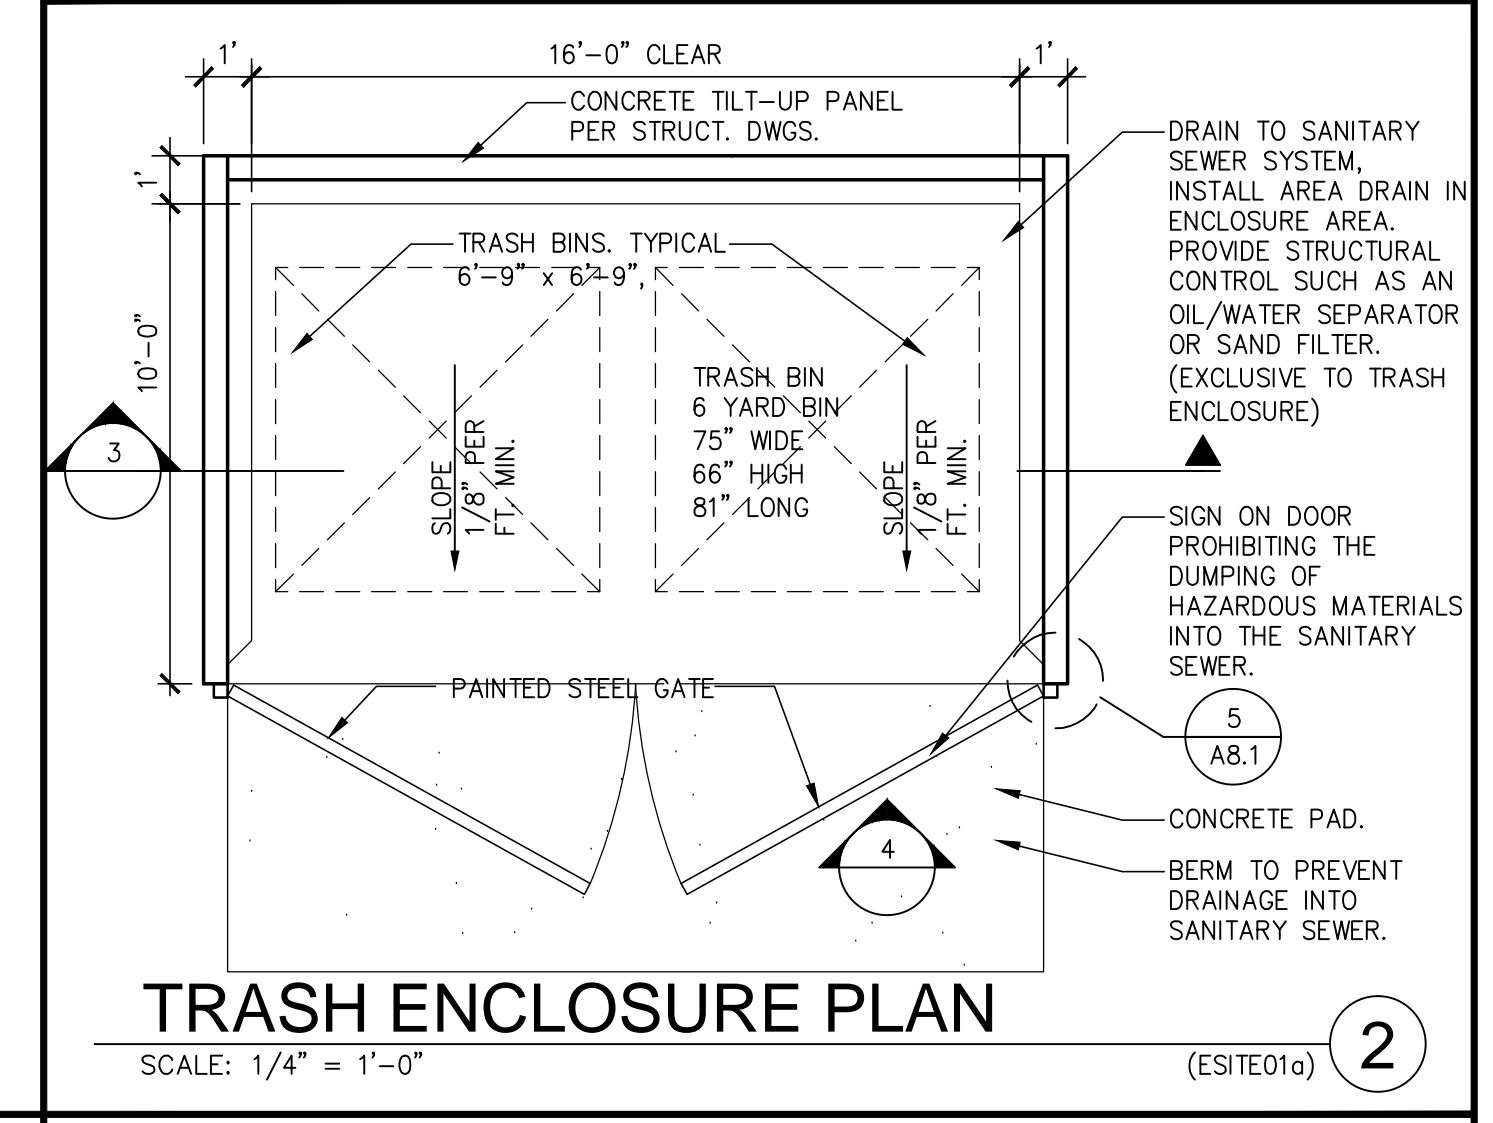 1'
16'-0" CLEAR
1'
CONCRETE TILT-UP PANEL
PER STRUCT. DWGS.
1'
10'-0"
DRAIN TO SANITARY
SEWER SYSTEM,
INSTALL AREA DRAIN IN
ENCLOSURE AREA.
PROVIDE STRUCTURAL
CONTROL SUCH AS AN
OIL/WATER SEPARATOR
OR SAND FILTER.
(EXCLUSIVE TO TRASH
ENCLOSURE)
TRASH BINS. TYPICAL
6'-9" x 6'-9",
TRASH BIN
6 YARD BIN
75" WIDE
66" HIGH
81" LONG
SLOPE
1/8" PER
FT. MIN.
SLOPE
1/8" PER
FT. MIN.
3
SIGN ON DOOR
PROHIBITING THE
DUMPING OF
HAZARDOUS MATERIALS
INTO THE SANITARY
SEWER.
PAINTED STEEL GATE
5
A8.1
4
CONCRETE PAD.
BERM TO PREVENT
DRAINAGE INTO
SANITARY SEWER.
TRASH ENCLOSURE PLAN
SCALE: 1/4" = 1'-0"
(ESITE01a)
2